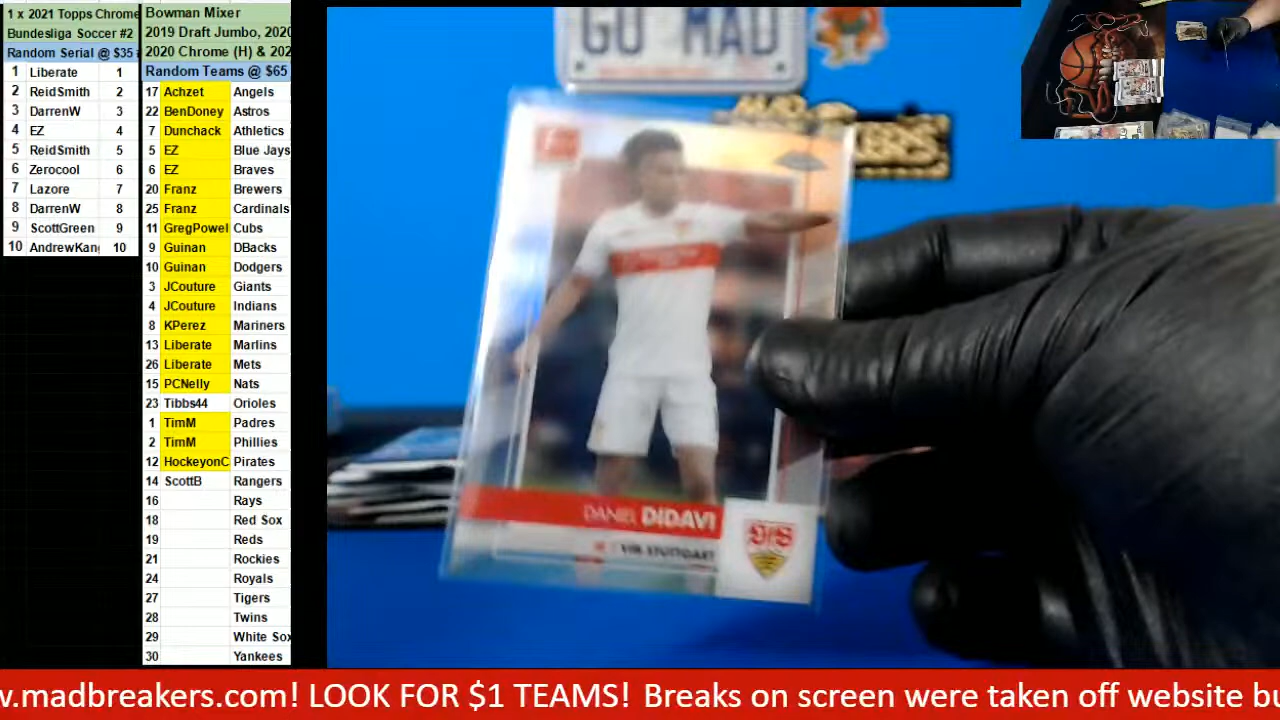 1 x 2021 Topps Chrome
Bundesliga Soccer #2
Random Serial @ $35
1 Liberate 1
2 ReidSmith 2
3 DarrenW 3
4 EZ 4
5 ReidSmith 5
6 Zerocool 6
7 Lazore 7
8 DarrenW 8
9 ScottGreen 9
10 AndrewKan 10
Bowman Mixer
2019 Draft Jumbo, 2020
2020 Chrome (H) & 202
Random Teams @ $65
17 Achzet Angels
22 BenDoney Astros
7 Dunchack Athletics
5 EZ Blue Jays
6 EZ Braves
20 Franz Brewers
25 Franz Cardinals
11 GregPowel Cubs
9 Guinan DBacks
10 Guinan Dodgers
3 JCouture Giants
4 JCouture Indians
8 KPerez Mariners
13 Liberate Marlins
26 Liberate Mets
15 PCNelly Nats
23 Tibbs44 Orioles
1 TimM Padres
2 TimM Phillies
12 HockeyonC Pirates
14 ScottB Rangers
16 Rays
18 Red Sox
19 Reds
21 Rockies
24 Royals
27 Tigers
28 Twins
29 White Sox
30 Yankees
GO MAD
DANIEL DIDAVI
VFB STUTTGART
w.madbreakers.com! LOOK FOR $1 TEAMS! Breaks on screen were taken off website bu